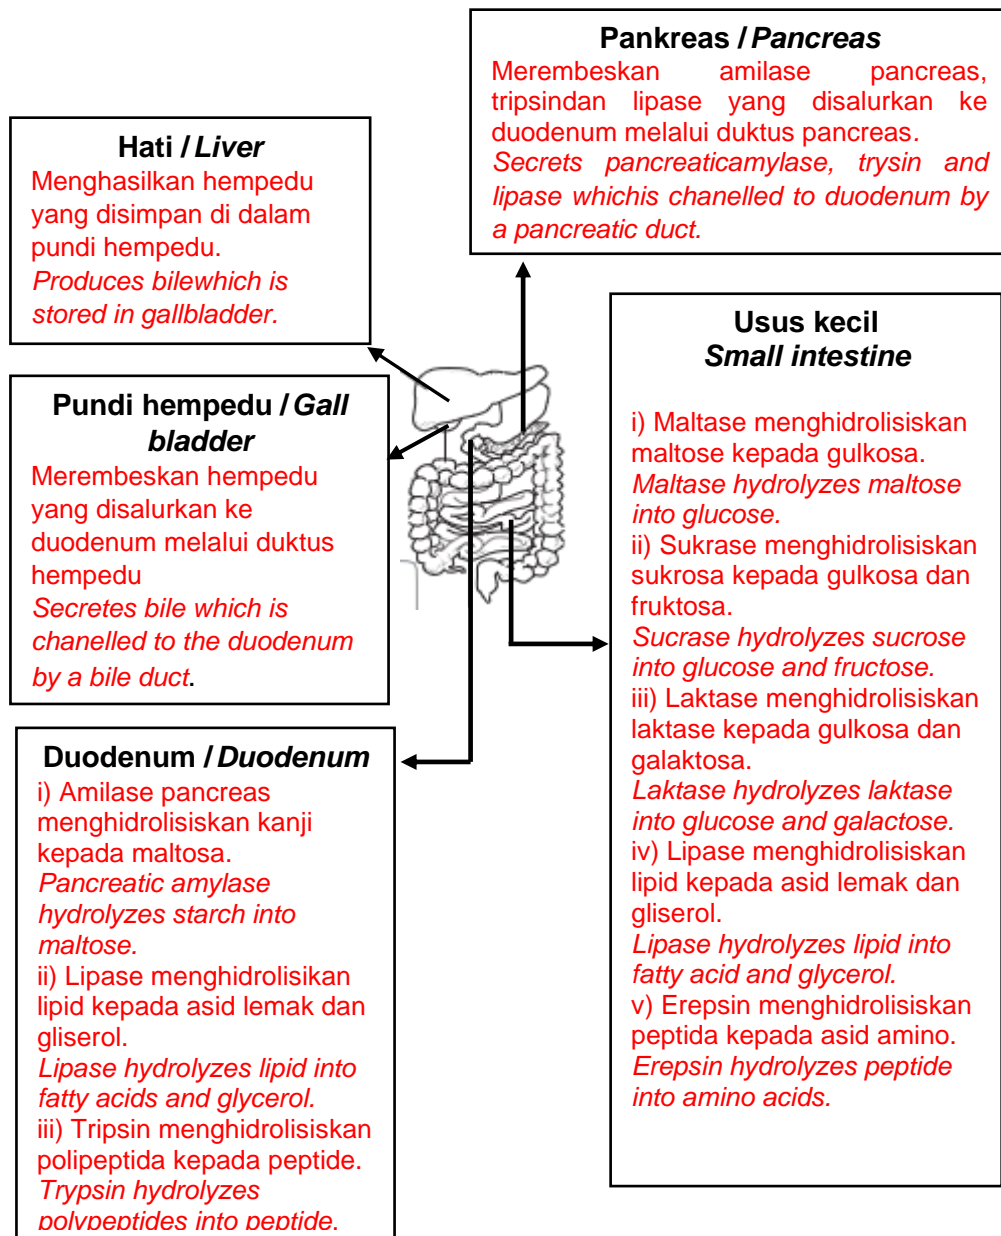 Pankreas / Pancreas
Merembeskan amilase pancreas,
tripsindan lipase yang disalurkan ke
duodenum melalui duktus pancreas.
Secrets pancreaticamylase, trysin and
lipase whichis chanelled to duodenum by
a pancreatic duct.
Hati / Liver
Menghasilkan hempedu
yang disimpan di dalam
pundi hempedu.
Produces bilewhich is
stored in gallbladder.
Pundi hempedu / Gall
bladder
Merembeskan hempedu
yang disalurkan ke
duodenum melalui duktus
hempedu
Secretes bile which is
chanelled to the duodenum
by a bile duct.
Usus kecil
Small intestine
i) Maltase menghidrolisiskan
maltose kepada gulkosa.
Maltase hydrolyzes maltose
into glucose.
ii) Sukrase menghidrolisiskan
sukrosa kepada gulkosa dan
fruktosa.
Sucrase hydrolyzes sucrose
into glucose and fructose.
iii) Laktase menghidrolisiskan
laktase kepada gulkosa dan
galaktosa.
Laktase hydrolyzes laktase
into glucose and galactose.
iv) Lipase menghidrolisiskan
lipid kepada asid lemak dan
gliserol.
Lipase hydrolyzes lipid into
fatty acid and glycerol.
v) Erepsin menghidrolisiskan
peptida kepada asid amino.
Erepsin hydrolyzes peptide
into amino acids.
Duodenum / Duodenum
i) Amilase pancreas
menghidrolisiskan kanji
kepada maltosa.
Pancreatic amylase
hydrolyzes starch into
maltose.
ii) Lipase menghidrolisikan
lipid kepada asid lemak dan
gliserol.
Lipase hydrolyzes lipid into
fatty acids and glycerol.
iii) Tripsin menghidrolisiskan
polipeptida kepada peptide.
Trypsin hydrolyzes
polypeptides into peptide.